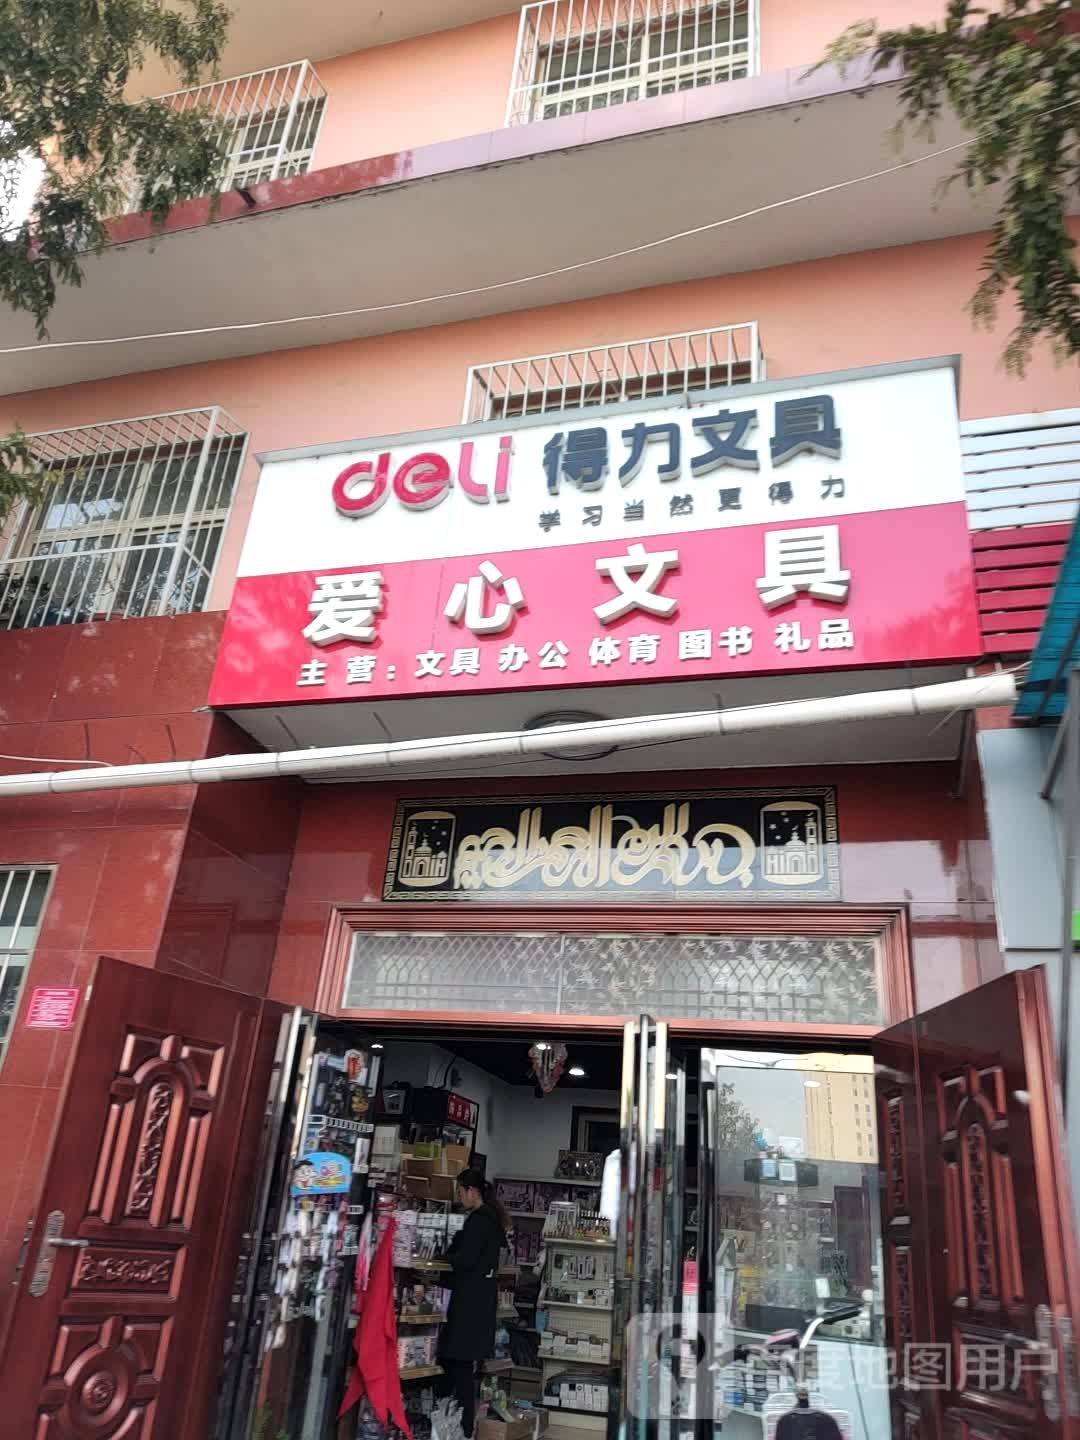 deli 得力文具
学习当然更得力
爱心文具
主营:文具 办公 体育 图书 礼品
百度地图用户